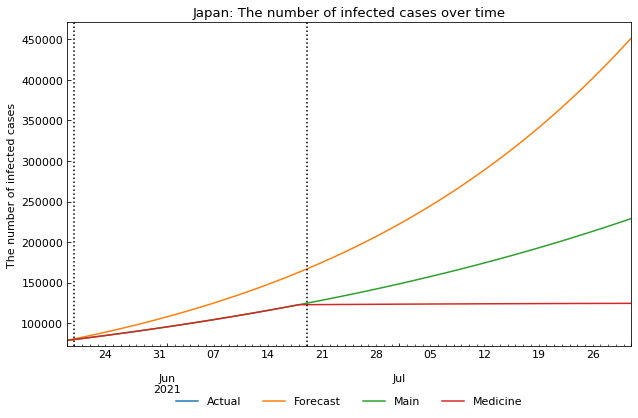 Japan: The number of infected cases over time
The number of infected cases
450000
400000
350000
300000
250000
200000
150000
100000
24 31 07 14 21 28 05 12 19 26
Jun Jul
2021
Actual Forecast Main Medicine